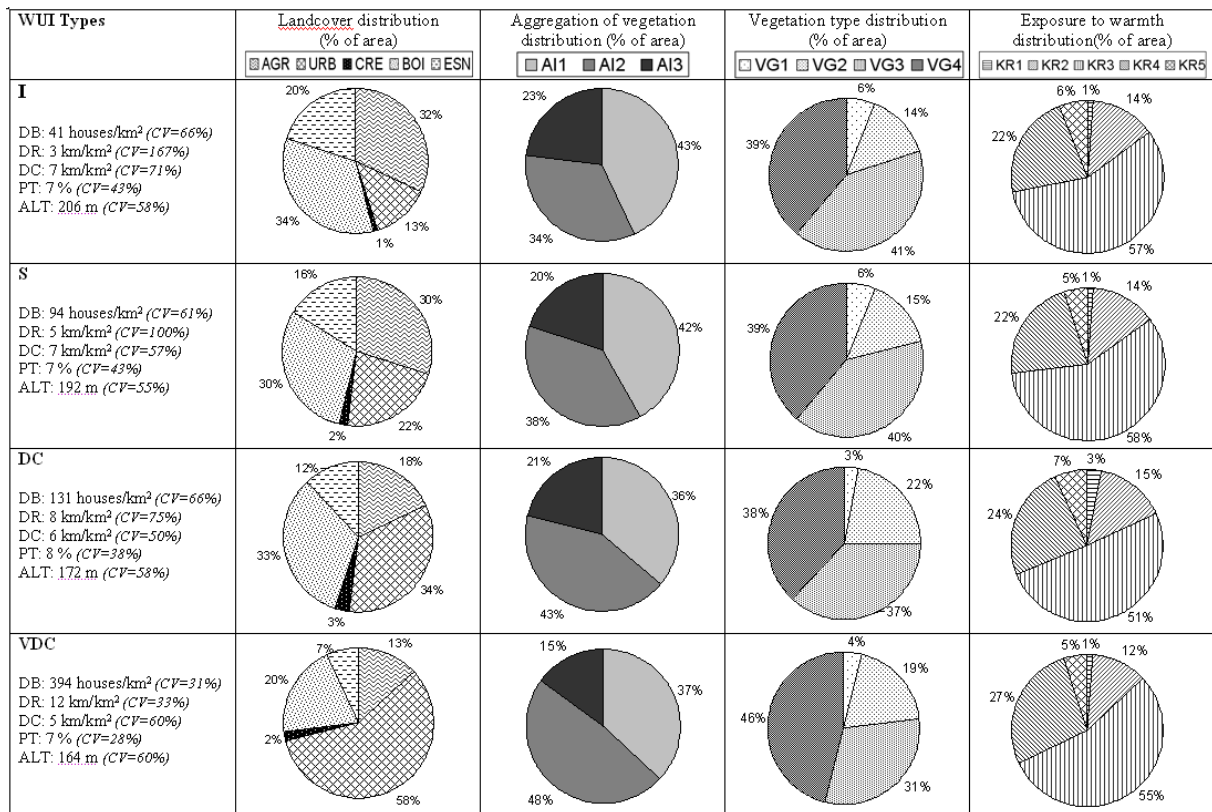 WUI Types
Landcover distribution
(% of area)
AGR URB CRE BOI ESN
Aggregation of vegetation
distribution (% of area)
AI1 AI2 AI3
Vegetation type distribution
(% of area)
VG1 VG2 VG3 VG4
Exposure to warmth
distribution(% of area)
KR1 KR2 KR3 KR4 KR5
I
DB: 41 houses/km² (CV=66%)
DR: 3 km/km² (CV=167%)
DC: 7 km/km² (CV=71%)
PT: 7 % (CV=43%)
ALT: 206 m (CV=58%)
20%
32%
34%
13%
1%
23%
43%
34%
6%
14%
39%
41%
6%
1%
14%
22%
57%
S
DB: 94 houses/km² (CV=61%)
DR: 5 km/km² (CV=100%)
DC: 7 km/km² (CV=57%)
PT: 7 % (CV=43%)
ALT: 192 m (CV=55%)
16%
30%
30%
22%
2%
20%
42%
38%
6%
15%
39%
40%
5%
1%
14%
22%
58%
DC
DB: 131 houses/km² (CV=66%)
DR: 8 km/km² (CV=75%)
DC: 6 km/km² (CV=50%)
PT: 8 % (CV=38%)
ALT: 172 m (CV=58%)
12%
18%
33%
34%
3%
21%
36%
43%
3%
22%
38%
37%
7%
3%
15%
24%
51%
VDC
DB: 394 houses/km² (CV=31%)
DR: 12 km/km² (CV=33%)
DC: 5 km/km² (CV=60%)
PT: 7 % (CV=28%)
ALT: 164 m (CV=60%)
7%
13%
20%
2%
58%
15%
37%
48%
4%
19%
46%
31%
5%
1%
12%
27%
55%